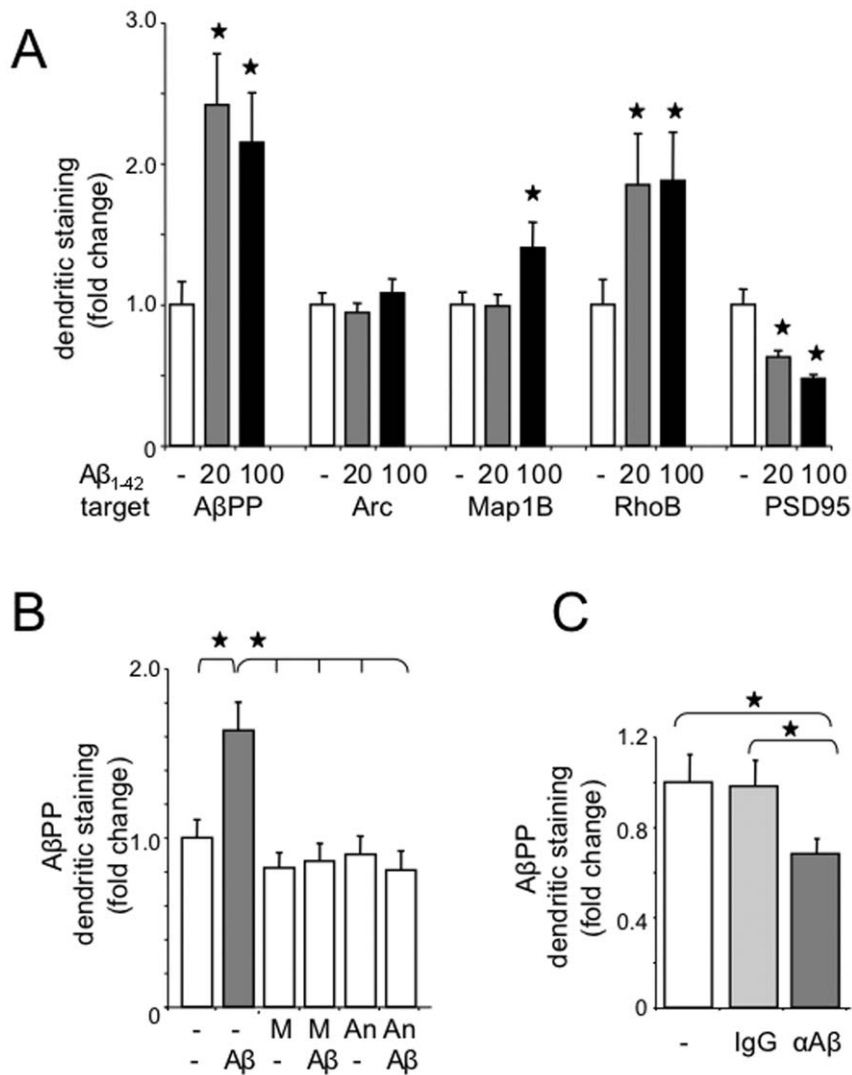 A
3.0
2.0
1.0
0
dendritic staining
(fold change)
★ ★ ★ ★ ★ ★ ★
Aβ1-42 - 20 100 - 20 100 - 20 100 - 20 100 - 20 100
target AβPP Arc Map1B RhoB PSD95
B
★ ★
2.0
1.0
0
AβPP
dendritic staining
(fold change)
- - M M An An
- Aβ - Aβ - Aβ
C
★
★
1.2
0.8
0.4
0
AβPP
dendritic staining
(fold change)
- IgG αAβ